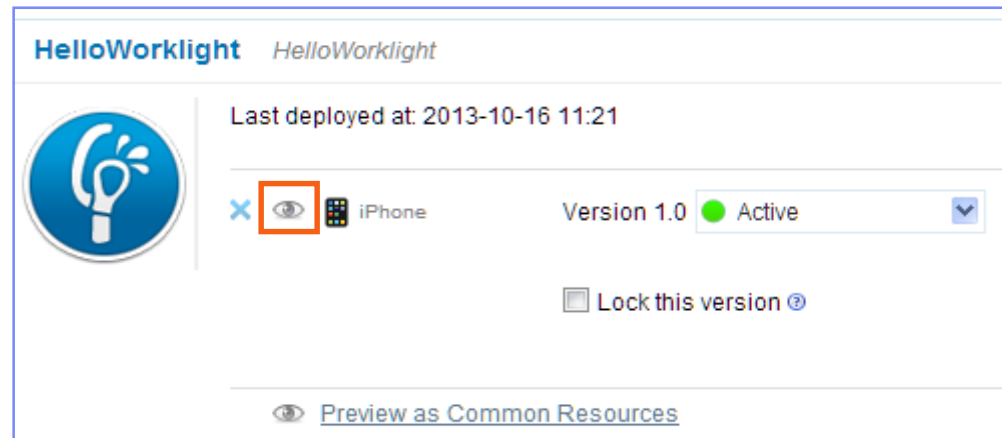 HelloWorklight HelloWorklight
Last deployed at: 2013-10-16 11:21
iPhone Version 1.0 Active
Lock this version ?
Preview as Common Resources